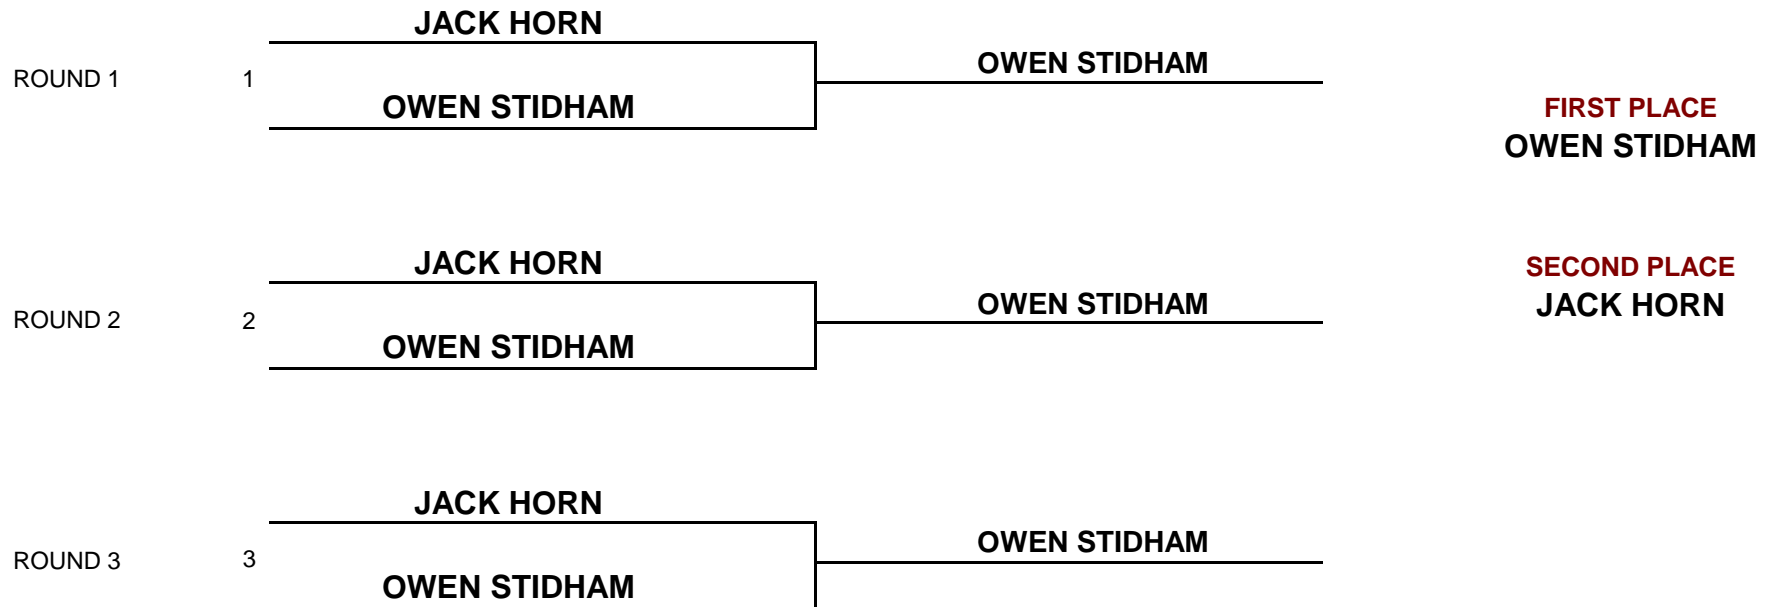 JACK HORN
OWEN STIDHAM
ROUND 1 1
OWEN STIDHAM
FIRST PLACE
OWEN STIDHAM
JACK HORN
SECOND PLACE
OWEN STIDHAM
JACK HORN
ROUND 2 2
OWEN STIDHAM
JACK HORN
OWEN STIDHAM
ROUND 3 3
OWEN STIDHAM